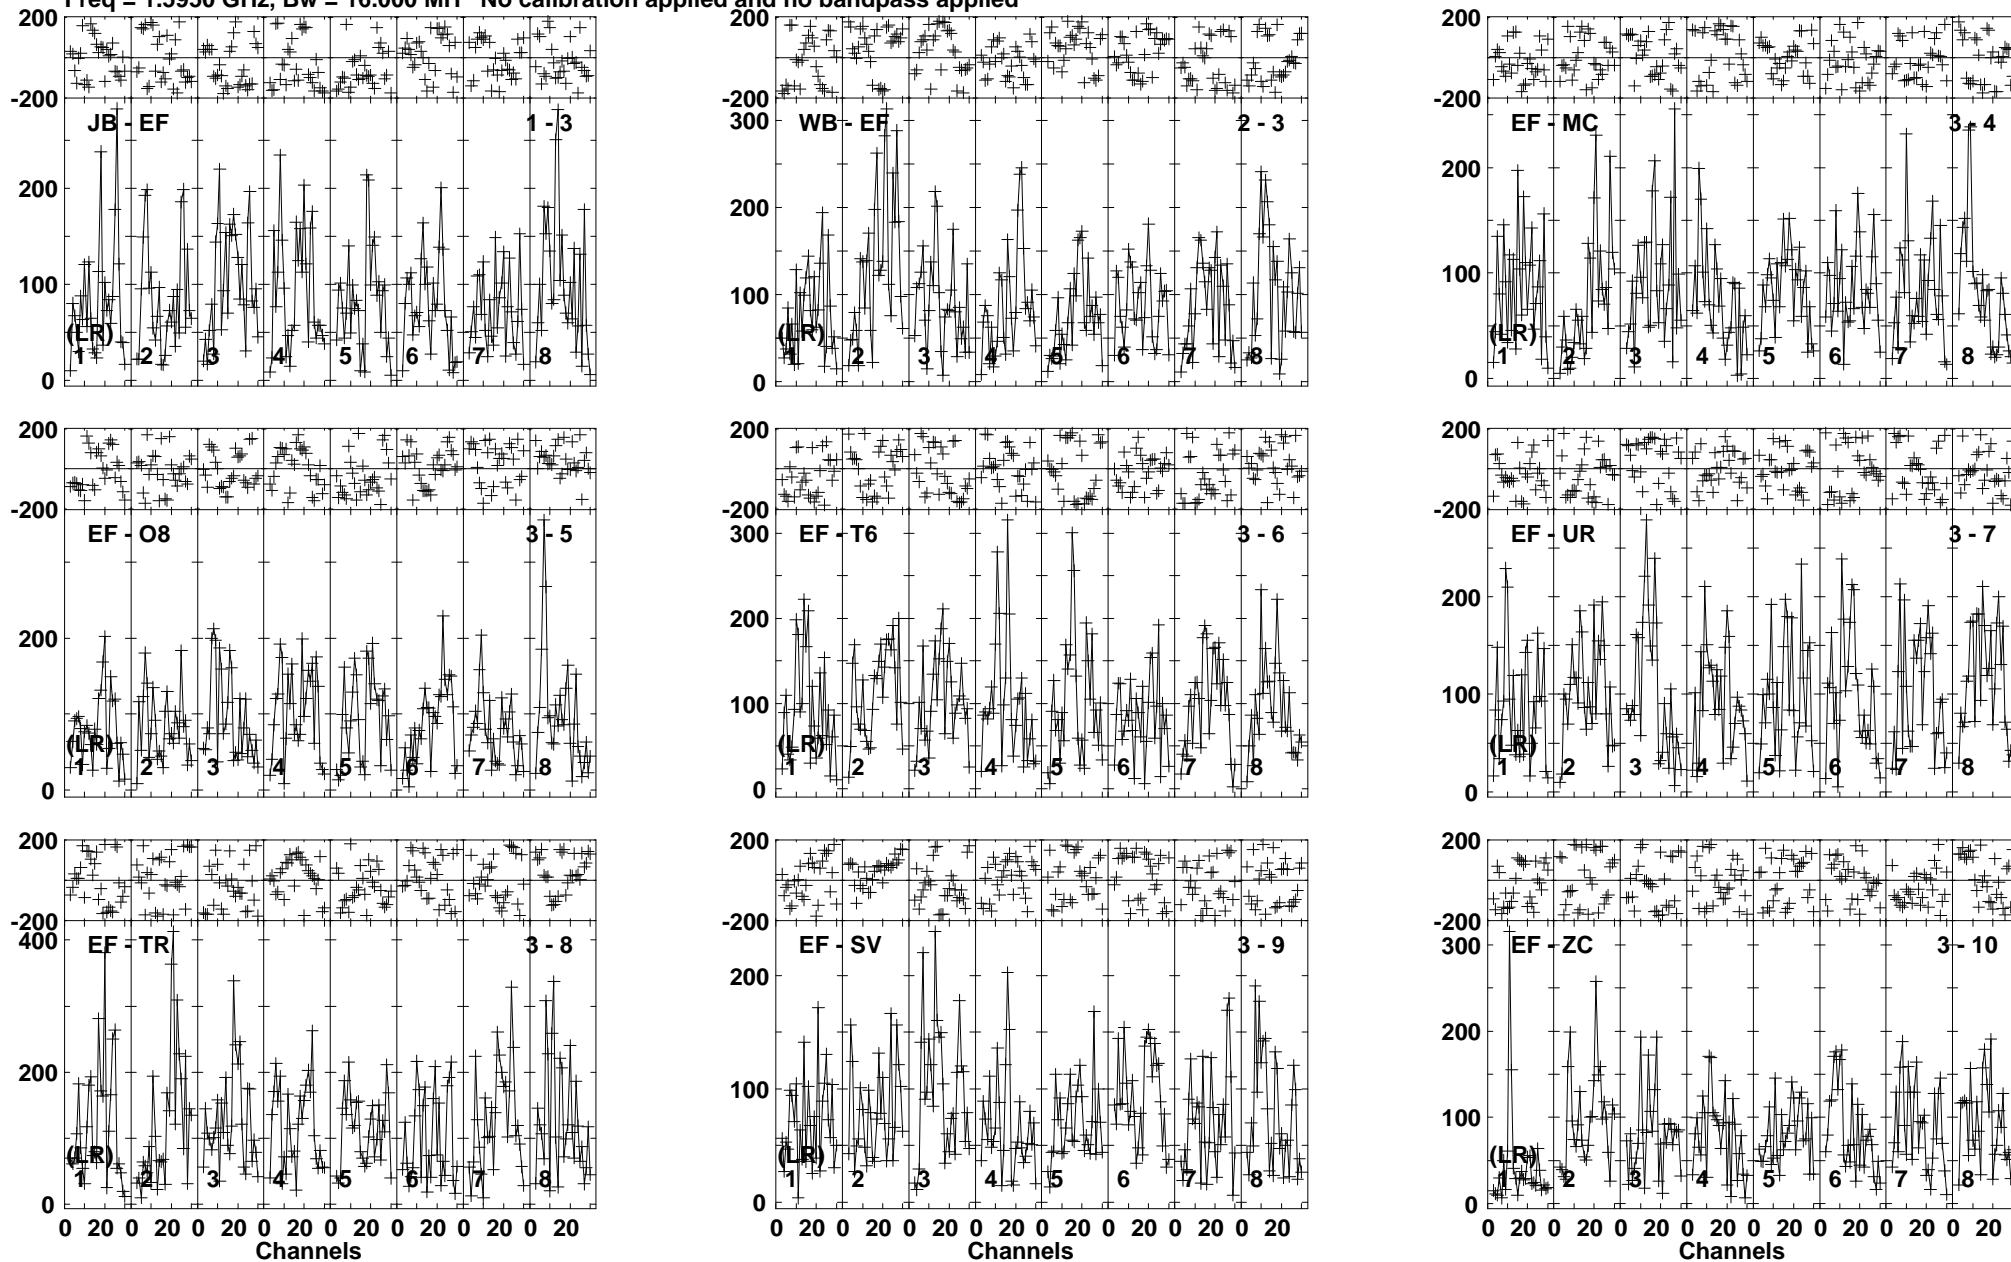 Freq = 1.5950 GHz, Bw = 16.000 MH No calibration applied and no bandpass applied
200 200 200
-200 -200 -200
JB - EF 1 - 3 WB - EF 2 - 3 EF - MC 3 - 4
300
200 200 200
100 100 100
(LR) (LR) (LR)
1 2 3 4 5 6 7 8 1 2 3 4 5 6 7 8 1 2 3 4 5 6 7 8
0 0 0
200 200 200
-200 -200 -200
EF - O8 3 - 5 EF - T6 3 - 6 EF - UR 3 - 7
300
200 200 200
100 100
(LR) (LR) (LR)
1 2 3 4 5 6 7 8 1 2 3 4 5 6 7 8 1 2 3 4 5 6 7 8
0 0 0
200 200 200
-200 -200 -200
EF - TR 3 - 8 EF - SV 3 - 9 EF - ZC 3 - 10
400 300
200 200 200
100 100
(LR) (LR) (LR)
1 2 3 4 5 6 7 8 1 2 3 4 5 6 7 8 1 2 3 4 5 6 7 8
0 0 0
0 20 0 20 0 20 0 20 0 20 0 20 0 20 0 20 0 20 0 20 0 20 0 20 0 20 0 20 0 20 0 20 0 20 0 20 0 20 0 20 0 20 0 20 0 20 0 20
Channels Channels Channels